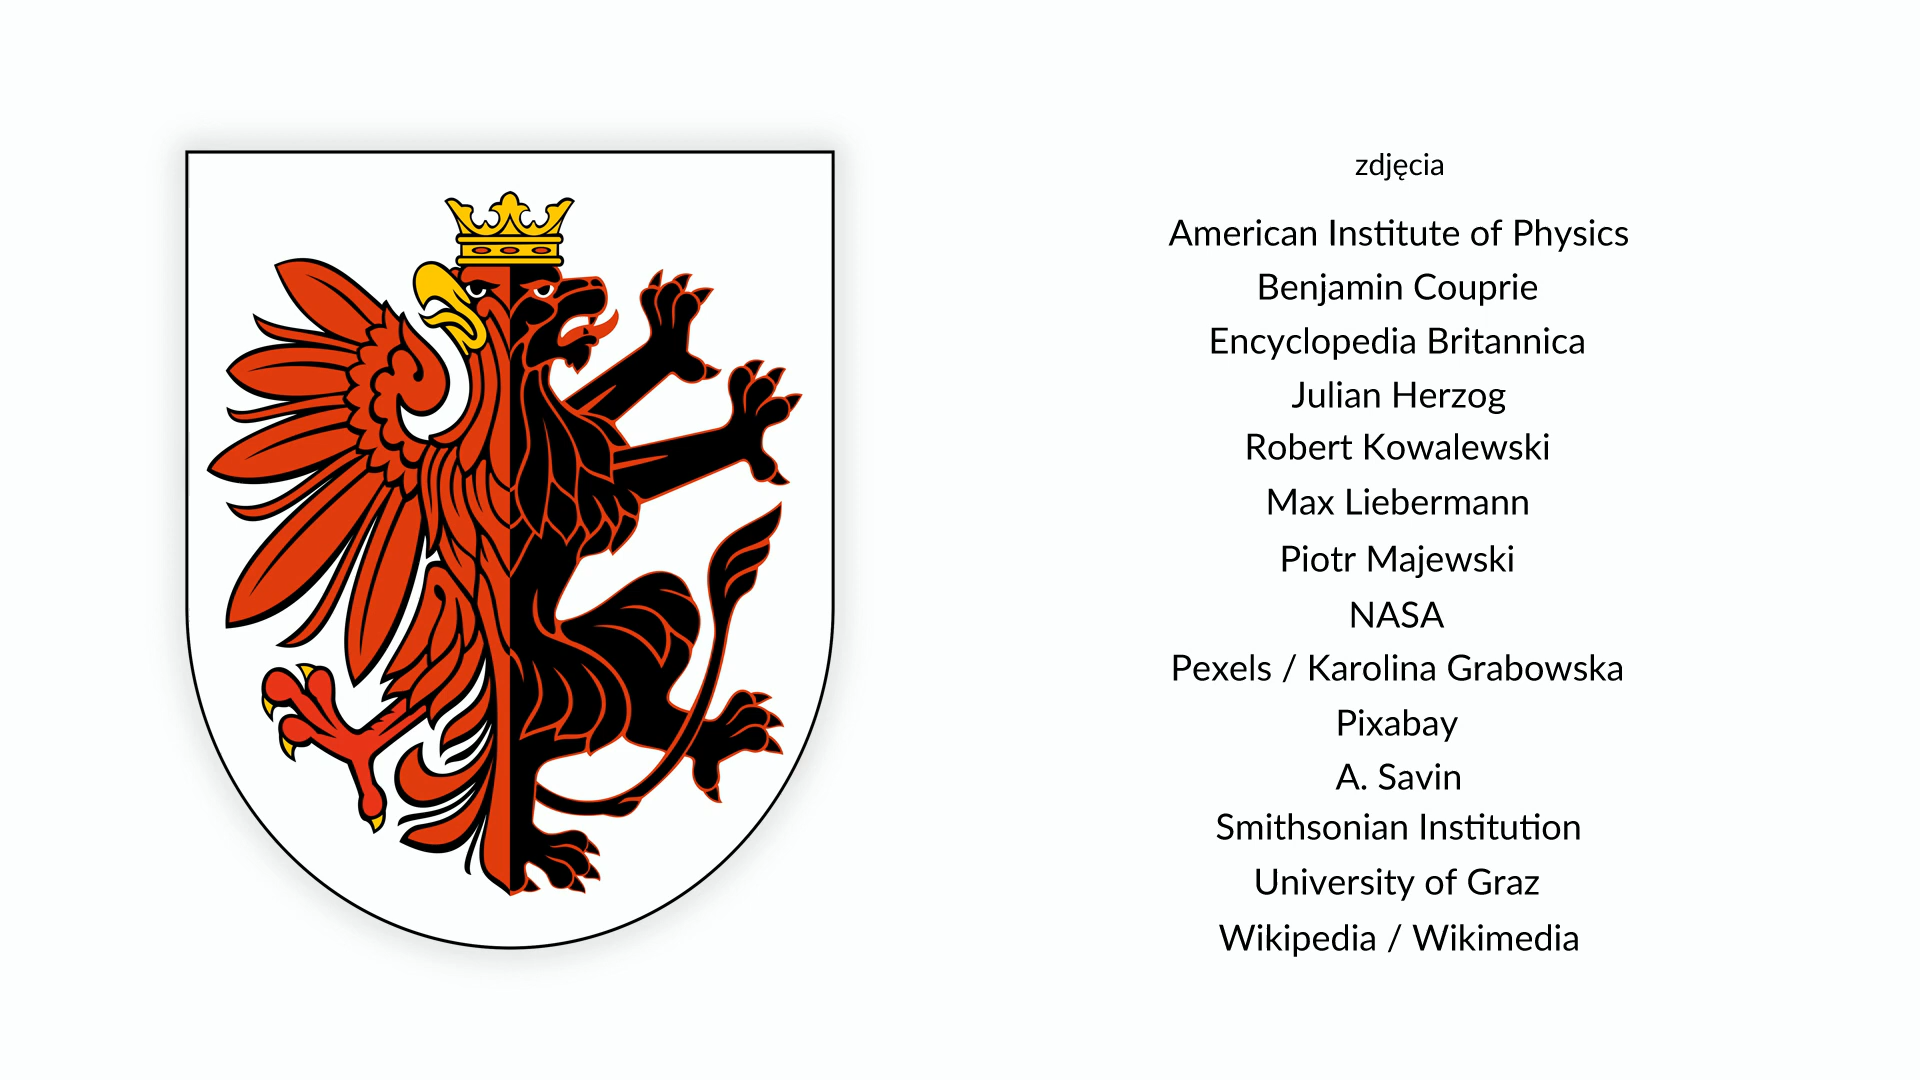 zdjęcia
American Institute of Physics
Benjamin Couprie
Encyclopedia Britannica
Julian Herzog
Robert Kowalewski
Max Liebermann
Piotr Majewski
NASA
Pexels / Karolina Grabowska
Pixabay
A. Savin
Smithsonian Institution
University of Graz
Wikipedia / Wikimedia